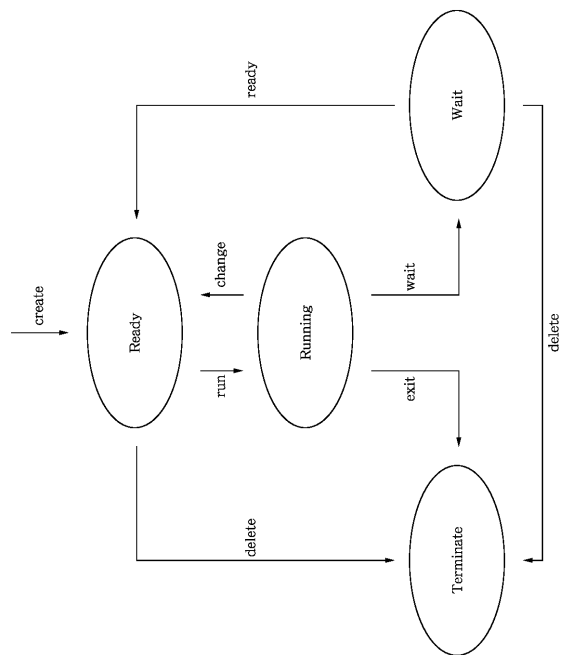 create
Ready
ready
run
change
Running
delete
exit
wait
Terminate
Wait
delete